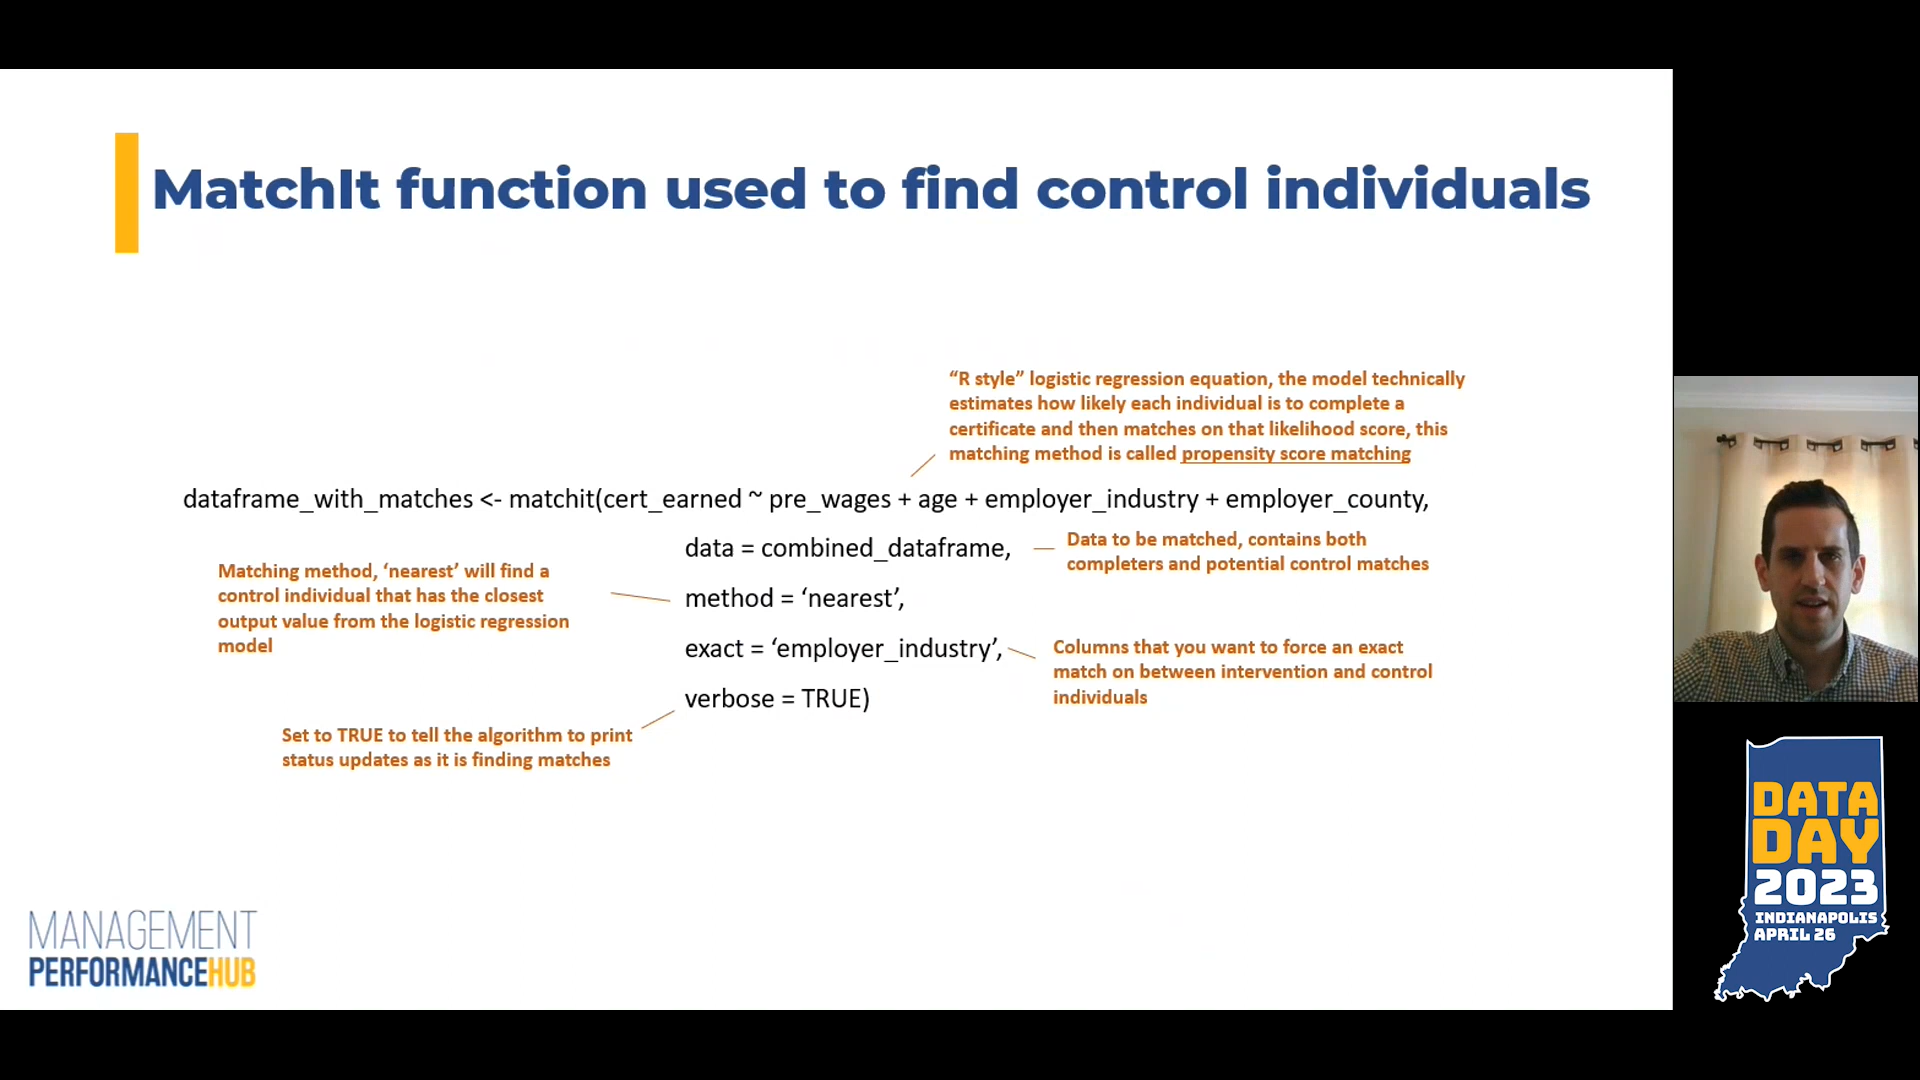 MatchIt function used to find control individuals
“R style” logistic regression equation, the model technically
estimates how likely each individual is to complete a
certificate and then matches on that likelihood score, this
matching method is called propensity score matching
dataframe_with_matches <- matchit(cert_earned ~ pre_wages + age + employer_industry + employer_county,
data = combined_dataframe,
Data to be matched, contains both
completers and potential control matches
Matching method, ‘nearest’ will find a
control individual that has the closest
output value from the logistic regression
model
method = ‘nearest’,
exact = ‘employer_industry’,
Columns that you want to force an exact
match on between intervention and control
individuals
verbose = TRUE)
Set to TRUE to tell the algorithm to print
status updates as it is finding matches
MANAGEMENT
PERFORMANCEHUB
DATA
DAY
2023
INDIANAPOLIS
APRIL 26